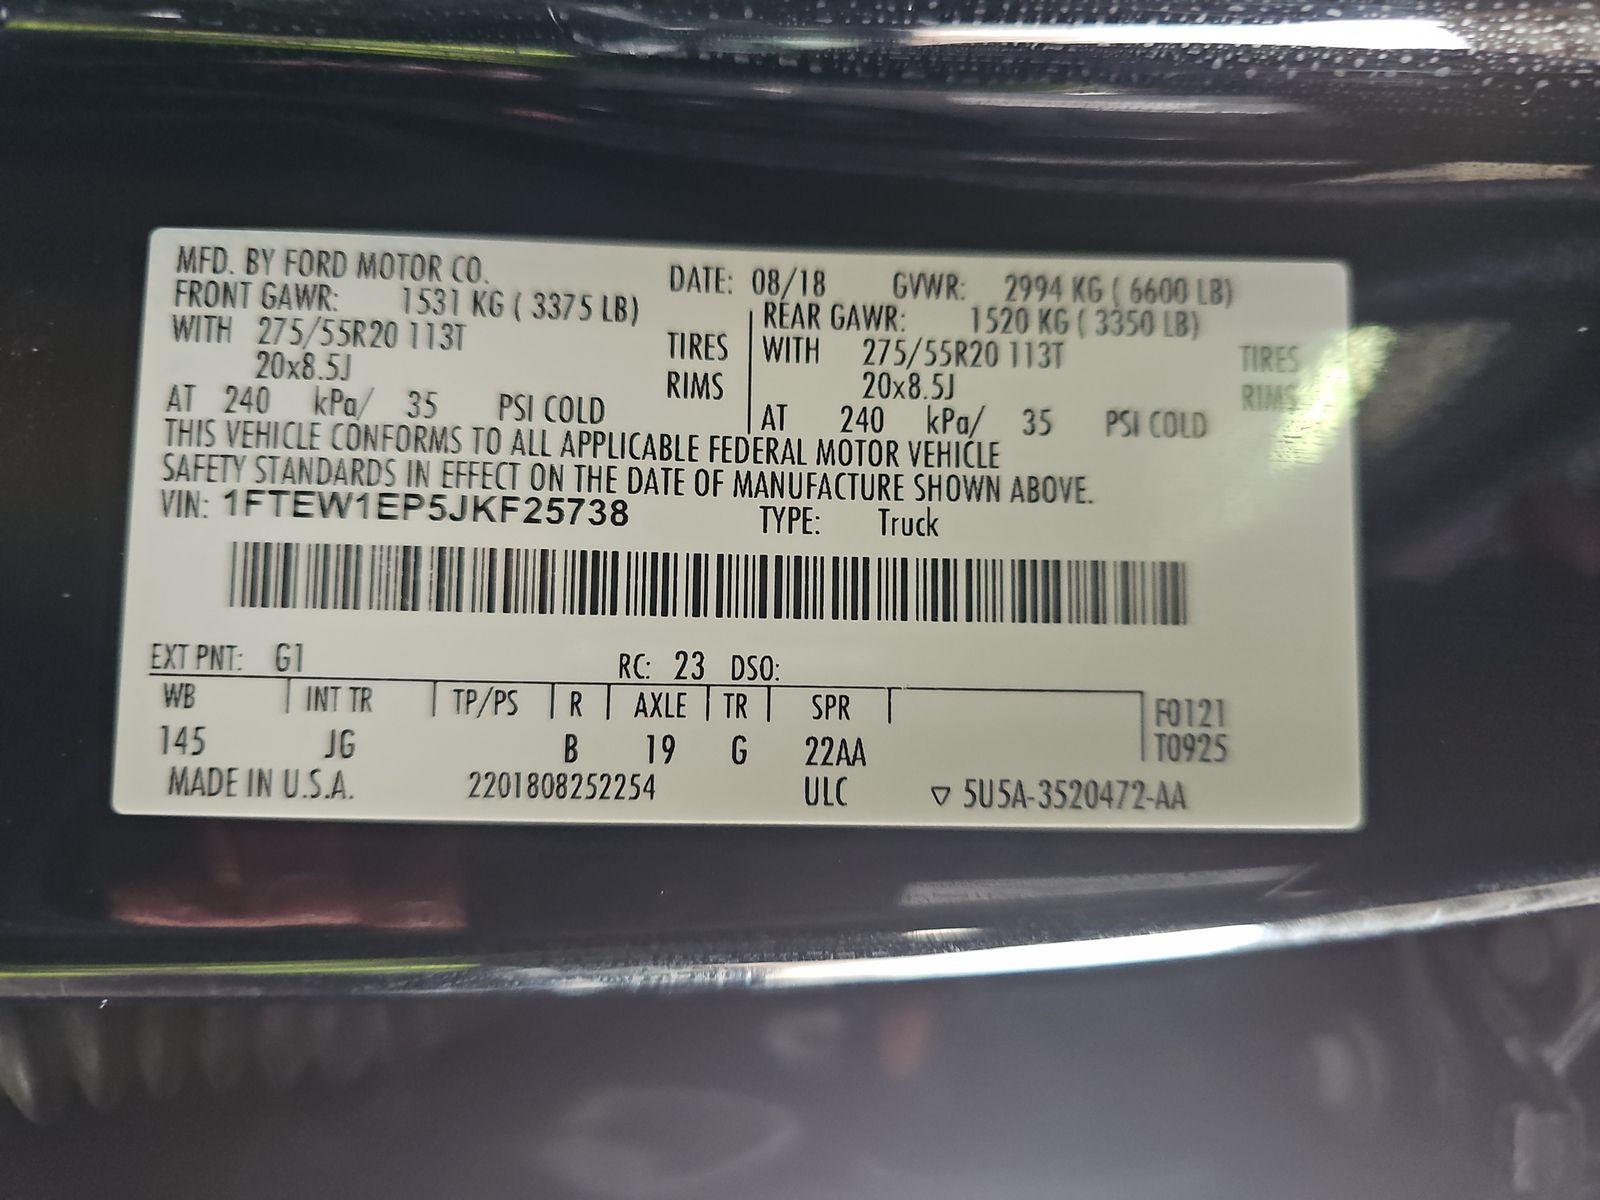 MFD. BY FORD MOTOR CO.
DATE: 08/18 GVWR: 2994 KG ( 6600 LB)
FRONT GAWR: 1531 KG ( 3375 LB)
WITH 275/55R20 113T TIRES
20x8.5J RIMS
AT 240 kPa/ 35 PSI COLD
REAR GAWR: 1520 KG ( 3350 LB)
WITH 275/55R20 113T TIRES
20x8.5J RIMS
AT 240 kPa/ 35 PSI COLD
THIS VEHICLE CONFORMS TO ALL APPLICABLE FEDERAL MOTOR VEHICLE
SAFETY STANDARDS IN EFFECT ON THE DATE OF MANUFACTURE SHOWN ABOVE.
VIN: 1FTEW1EP5JKF25738 TYPE: Truck
EXT PNT: G1 RC: 23 DSO:
WB INT TR TP/PS R AXLE TR SPR F0121
145 JG B 19 G 22AA T0925
MADE IN U.S.A. 2201808252254 ULC ▽ 5U5A-3520472-AA